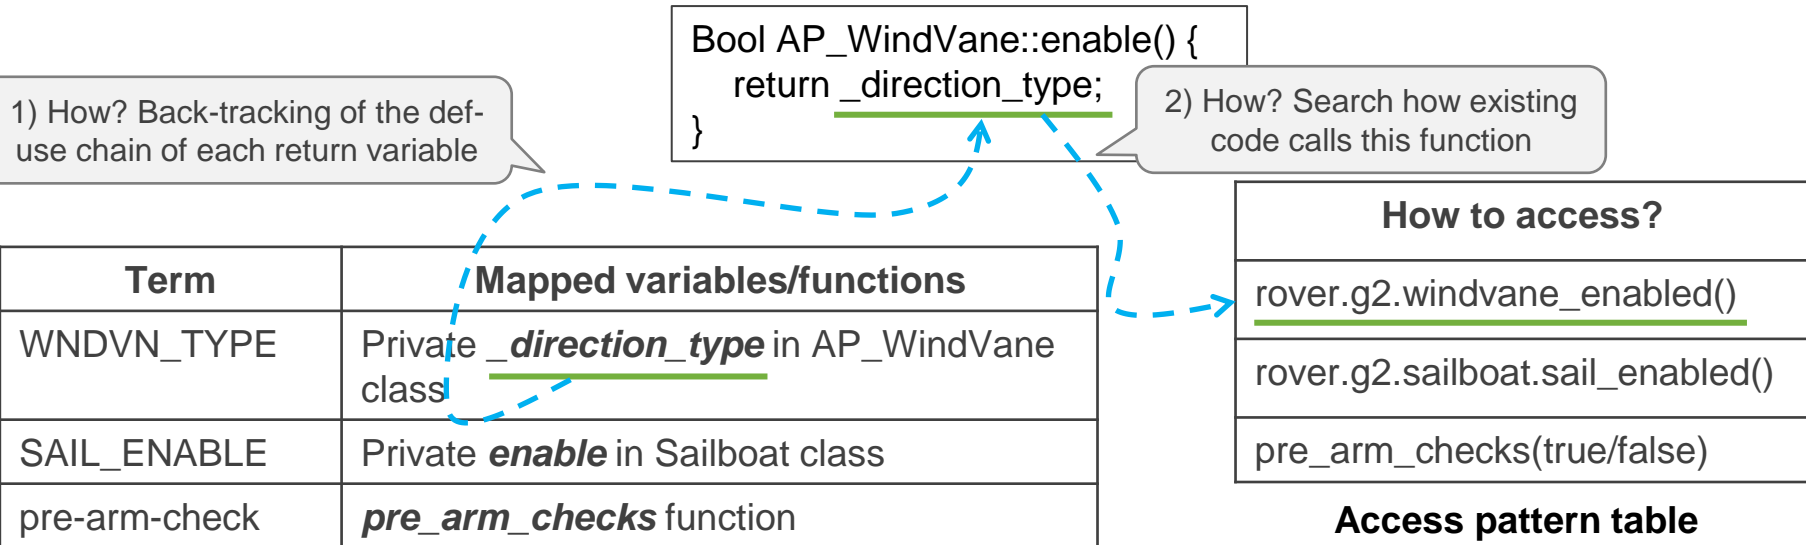 Bool AP_WindVane::enable() {
return _direction_type;
}
1) How? Back-tracking of the def-
use chain of each return variable
2) How? Search how existing
code calls this function
Term
Mapped variables/functions
WNDVN_TYPE
Private _direction_type in AP_WindVane
class
SAIL_ENABLE
Private enable in Sailboat class
pre-arm-check
pre_arm_checks function
How to access?
rover.g2.windvane_enabled()
rover.g2.sailboat.sail_enabled()
pre_arm_checks(true/false)
Access pattern table